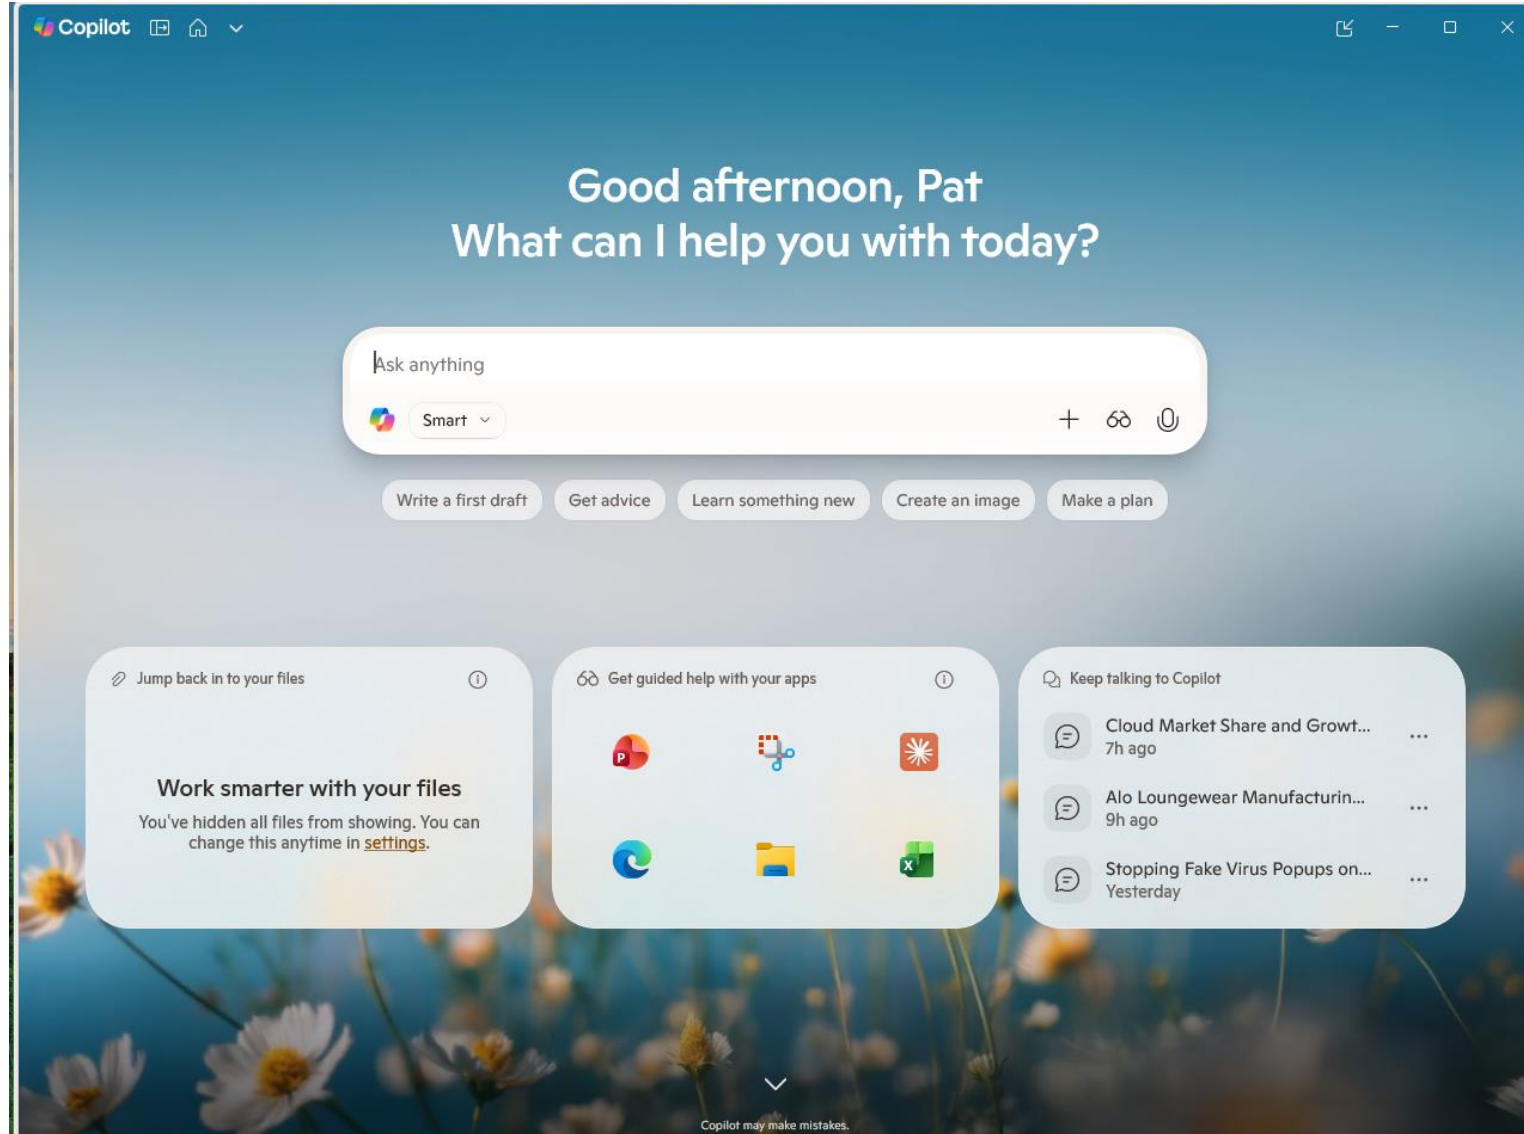 Copilot
Good afternoon, Pat
What can I help you with today?
Ask anything
Smart
Write a first draft
Get advice
Learn something new
Create an image
Make a plan
Jump back in to your files
Work smarter with your files
You've hidden all files from showing. You can
change this anytime in settings.
Get guided help with your apps
P
X
Keep talking to Copilot
Cloud Market Share and Growt...
7h ago
Alo Loungewear Manufacturin...
9h ago
Stopping Fake Virus Popups on...
Yesterday
Copilot may make mistakes.